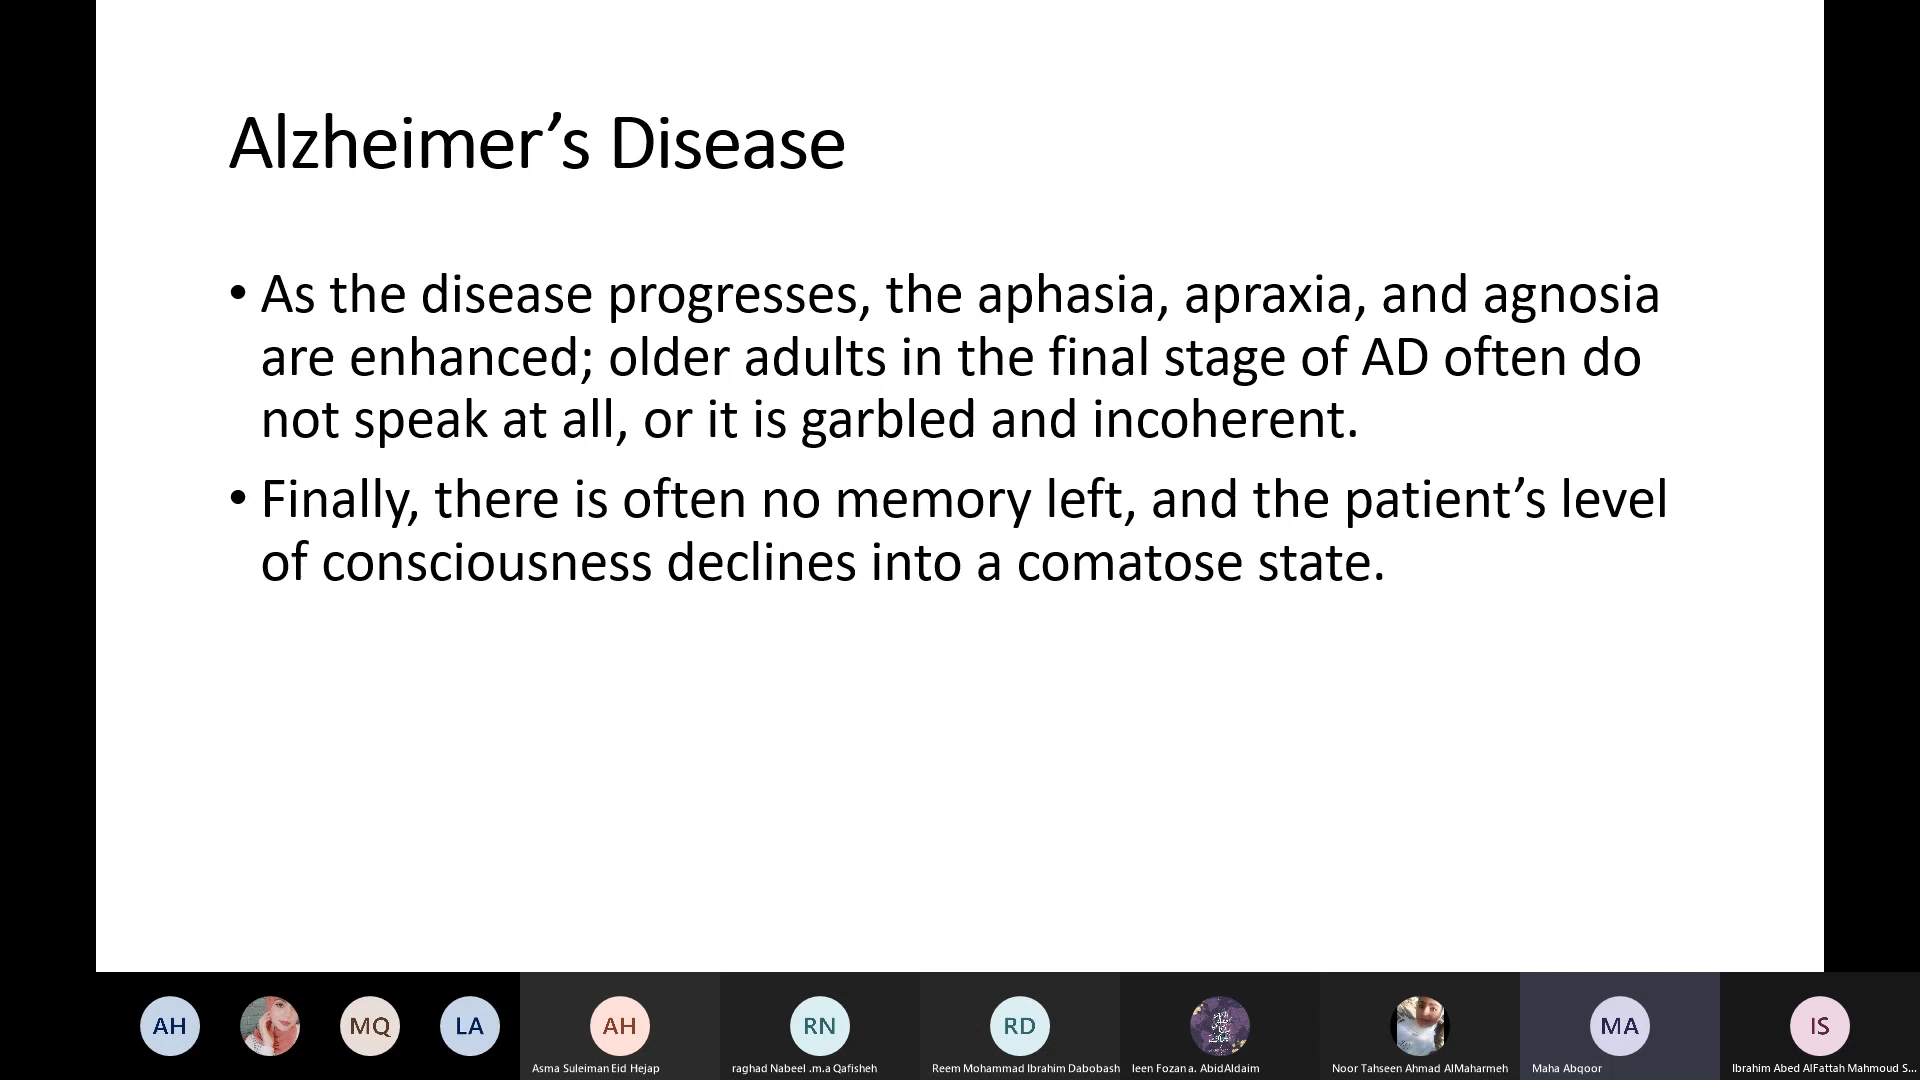 Alzheimer’s Disease
• As the disease progresses, the aphasia, apraxia, and agnosia
are enhanced; older adults in the final stage of AD often do
not speak at all, or it is garbled and incoherent.
• Finally, there is often no memory left, and the patient’s level
of consciousness declines into a comatose state.
AH MQ LA AH RN RD MA IS
Asma Suleiman Eid Hejap raghad Nabeel .m.a Qafisheh Reem Mohammad Ibrahim Dabobash leen Fozan a. AbidAldaim Noor Tahseen Ahmad AlMaharmeh Maha Abqoor Ibrahim Abed AlFattah Mahmoud S...